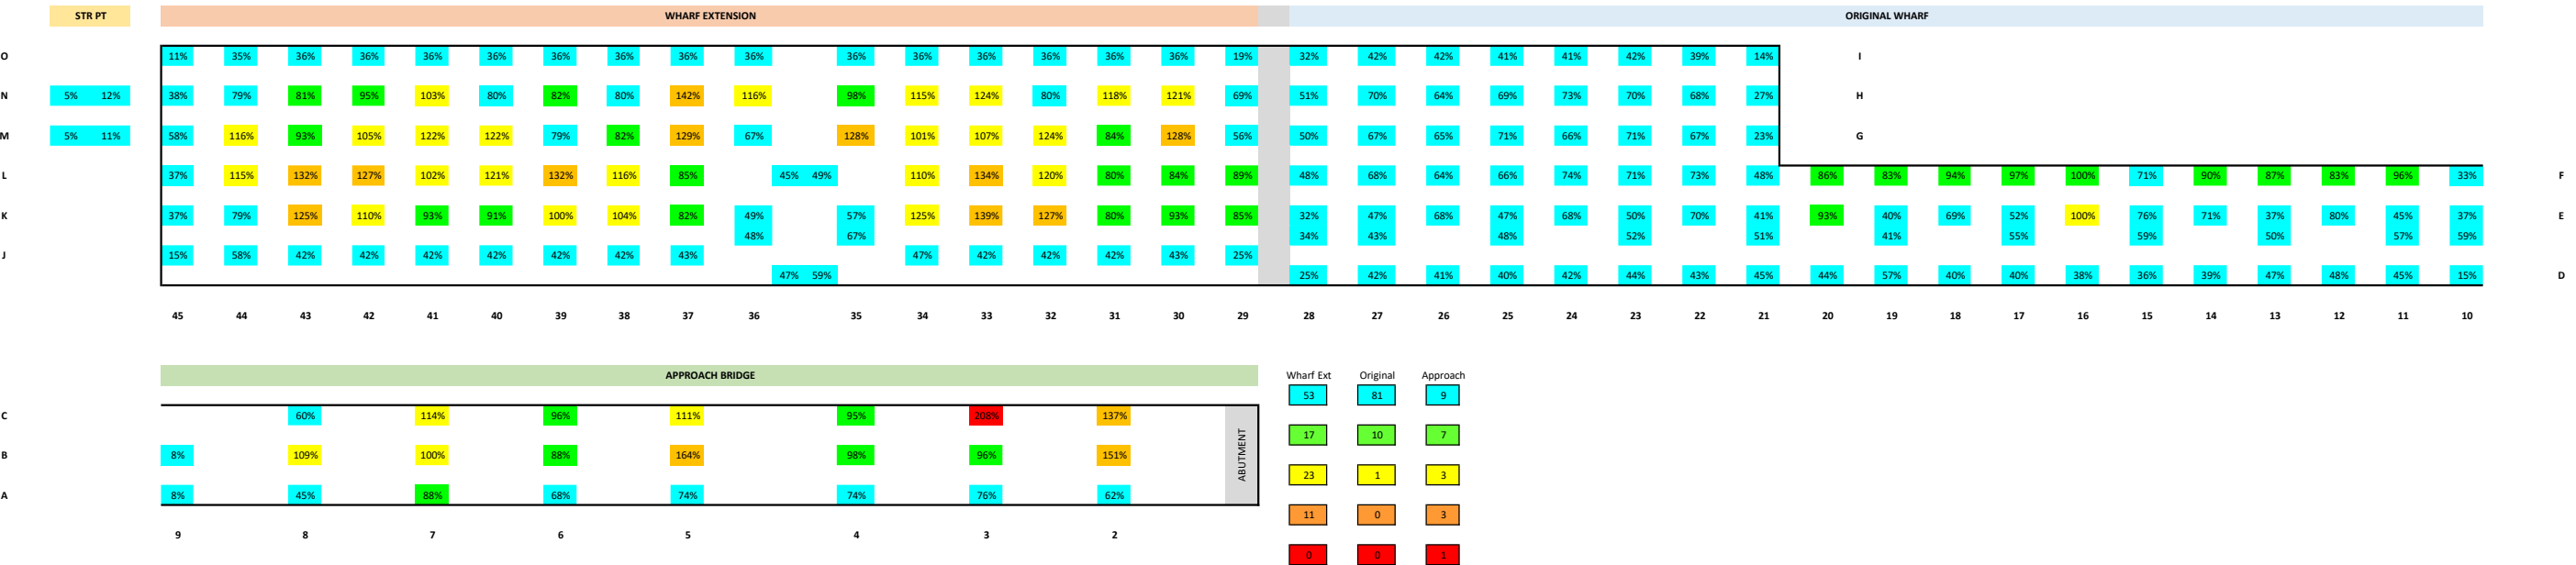 STR PT WHARF EXTENSION ORIGINAL WHARF
O 11% 35% 36% 36% 36% 36% 36% 36% 36% 36% 36% 36% 36% 36% 36% 36% 19% 32% 42% 42% 41% 41% 42% 39% 14% I
N 5% 12% 38% 79% 81% 95% 103% 80% 82% 80% 142% 116% 98% 115% 124% 80% 118% 121% 69% 51% 70% 64% 69% 73% 70% 68% 27% H
M 5% 11% 58% 116% 93% 105% 122% 122% 79% 82% 129% 67% 128% 101% 107% 124% 84% 128% 56% 50% 67% 65% 71% 66% 71% 67% 23% G
L 37% 115% 132% 127% 102% 121% 132% 116% 85% 45% 49% 110% 134% 120% 80% 84% 89% 48% 68% 64% 66% 74% 71% 73% 48% 86% 83% 94% 97% 100% 71% 90% 87% 83% 96% 33% F
K 37% 79% 125% 110% 93% 91% 100% 104% 82% 49% 57% 125% 139% 127% 80% 93% 85% 32% 47% 68% 47% 68% 50% 70% 41% 93% 40% 69% 52% 100% 76% 71% 37% 80% 45% 37% E
48% 67% 34% 43% 48% 52% 51% 41% 55% 59% 50% 57% 59%
J 15% 58% 42% 42% 42% 42% 42% 42% 43% 47% 42% 42% 42% 43% 25%
47% 59% 25% 42% 41% 40% 42% 44% 43% 45% 44% 57% 40% 40% 38% 36% 39% 47% 48% 45% 15% D
45 44 43 42 41 40 39 38 37 36 35 34 33 32 31 30 29 28 27 26 25 24 23 22 21 20 19 18 17 16 15 14 13 12 11 10
APPROACH BRIDGE Wharf Ext Original Approach
53 81 9
C 60% 114% 96% 111% 95% 208% 137%
17 10 7
B 8% 109% 100% 88% 164% 98% 96% 151% ABUTMENT
23 1 3
A 8% 45% 88% 68% 74% 74% 76% 62%
11 0 3
9 8 7 6 5 4 3 2
0 0 1